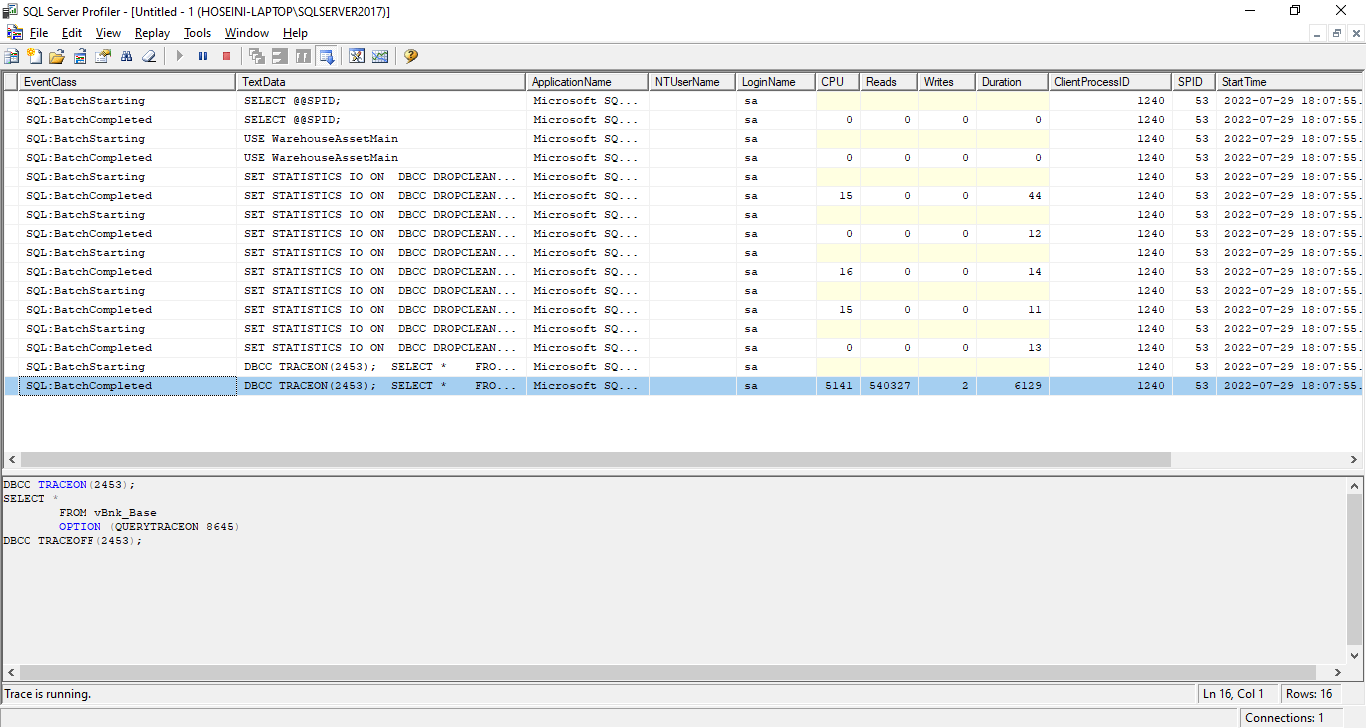 SQL Server Profiler - [Untitled - 1 (HOSEINI-LAPTOP\SQLSERVER2017)]
File Edit View Replay Tools Window Help
EventClass TextData ApplicationName NTUserName LoginName CPU Reads Writes Duration ClientProcessID SPID StartTime
SQL:BatchStarting SELECT @@SPID; Microsoft SQ... sa 1240 53 2022-07-29 18:07:55.
SQL:BatchCompleted SELECT @@SPID; Microsoft SQ... sa 0 0 0 0 1240 53 2022-07-29 18:07:55.
SQL:BatchStarting USE WarehouseAssetMain Microsoft SQ... sa 1240 53 2022-07-29 18:07:55.
SQL:BatchCompleted USE WarehouseAssetMain Microsoft SQ... sa 0 0 0 0 1240 53 2022-07-29 18:07:55.
SQL:BatchStarting SET STATISTICS IO ON DBCC DROPCLEAN... Microsoft SQ... sa 1240 53 2022-07-29 18:07:55.
SQL:BatchCompleted SET STATISTICS IO ON DBCC DROPCLEAN... Microsoft SQ... sa 15 0 0 44 1240 53 2022-07-29 18:07:55.
SQL:BatchStarting SET STATISTICS IO ON DBCC DROPCLEAN... Microsoft SQ... sa 1240 53 2022-07-29 18:07:55.
SQL:BatchCompleted SET STATISTICS IO ON DBCC DROPCLEAN... Microsoft SQ... sa 0 0 0 12 1240 53 2022-07-29 18:07:55.
SQL:BatchStarting SET STATISTICS IO ON DBCC DROPCLEAN... Microsoft SQ... sa 1240 53 2022-07-29 18:07:55.
SQL:BatchCompleted SET STATISTICS IO ON DBCC DROPCLEAN... Microsoft SQ... sa 16 0 0 14 1240 53 2022-07-29 18:07:55.
SQL:BatchStarting SET STATISTICS IO ON DBCC DROPCLEAN... Microsoft SQ... sa 1240 53 2022-07-29 18:07:55.
SQL:BatchCompleted SET STATISTICS IO ON DBCC DROPCLEAN... Microsoft SQ... sa 15 0 0 11 1240 53 2022-07-29 18:07:55.
SQL:BatchStarting SET STATISTICS IO ON DBCC DROPCLEAN... Microsoft SQ... sa 1240 53 2022-07-29 18:07:55.
SQL:BatchCompleted SET STATISTICS IO ON DBCC DROPCLEAN... Microsoft SQ... sa 0 0 0 13 1240 53 2022-07-29 18:07:55.
SQL:BatchStarting DBCC TRACEON(2453); SELECT * FRO... Microsoft SQ... sa 1240 53 2022-07-29 18:07:55.
SQL:BatchCompleted DBCC TRACEON(2453); SELECT * FRO... Microsoft SQ... sa 5141 540327 2 6129 1240 53 2022-07-29 18:07:55.
DBCC TRACEON(2453);
SELECT *
FROM vBnk_Base
OPTION (QUERYTRACEON 8645)
DBCC TRACEOFF(2453);
Trace is running. Ln 16, Col 1 Rows: 16
Connections: 1